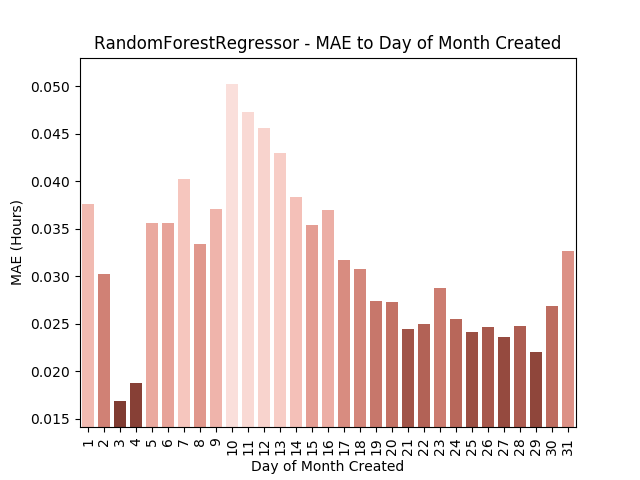 RandomForestRegressor - MAE to Day of Month Created
0.050
0.045
0.040
0.035
0.030
0.025
0.020
0.015
MAE (Hours)
1 2 3 4 5 6 7 8 9 10 11 12 13 14 15 16 17 18 19 20 21 22 23 24 25 26 27 28 29 30 31
Day of Month Created